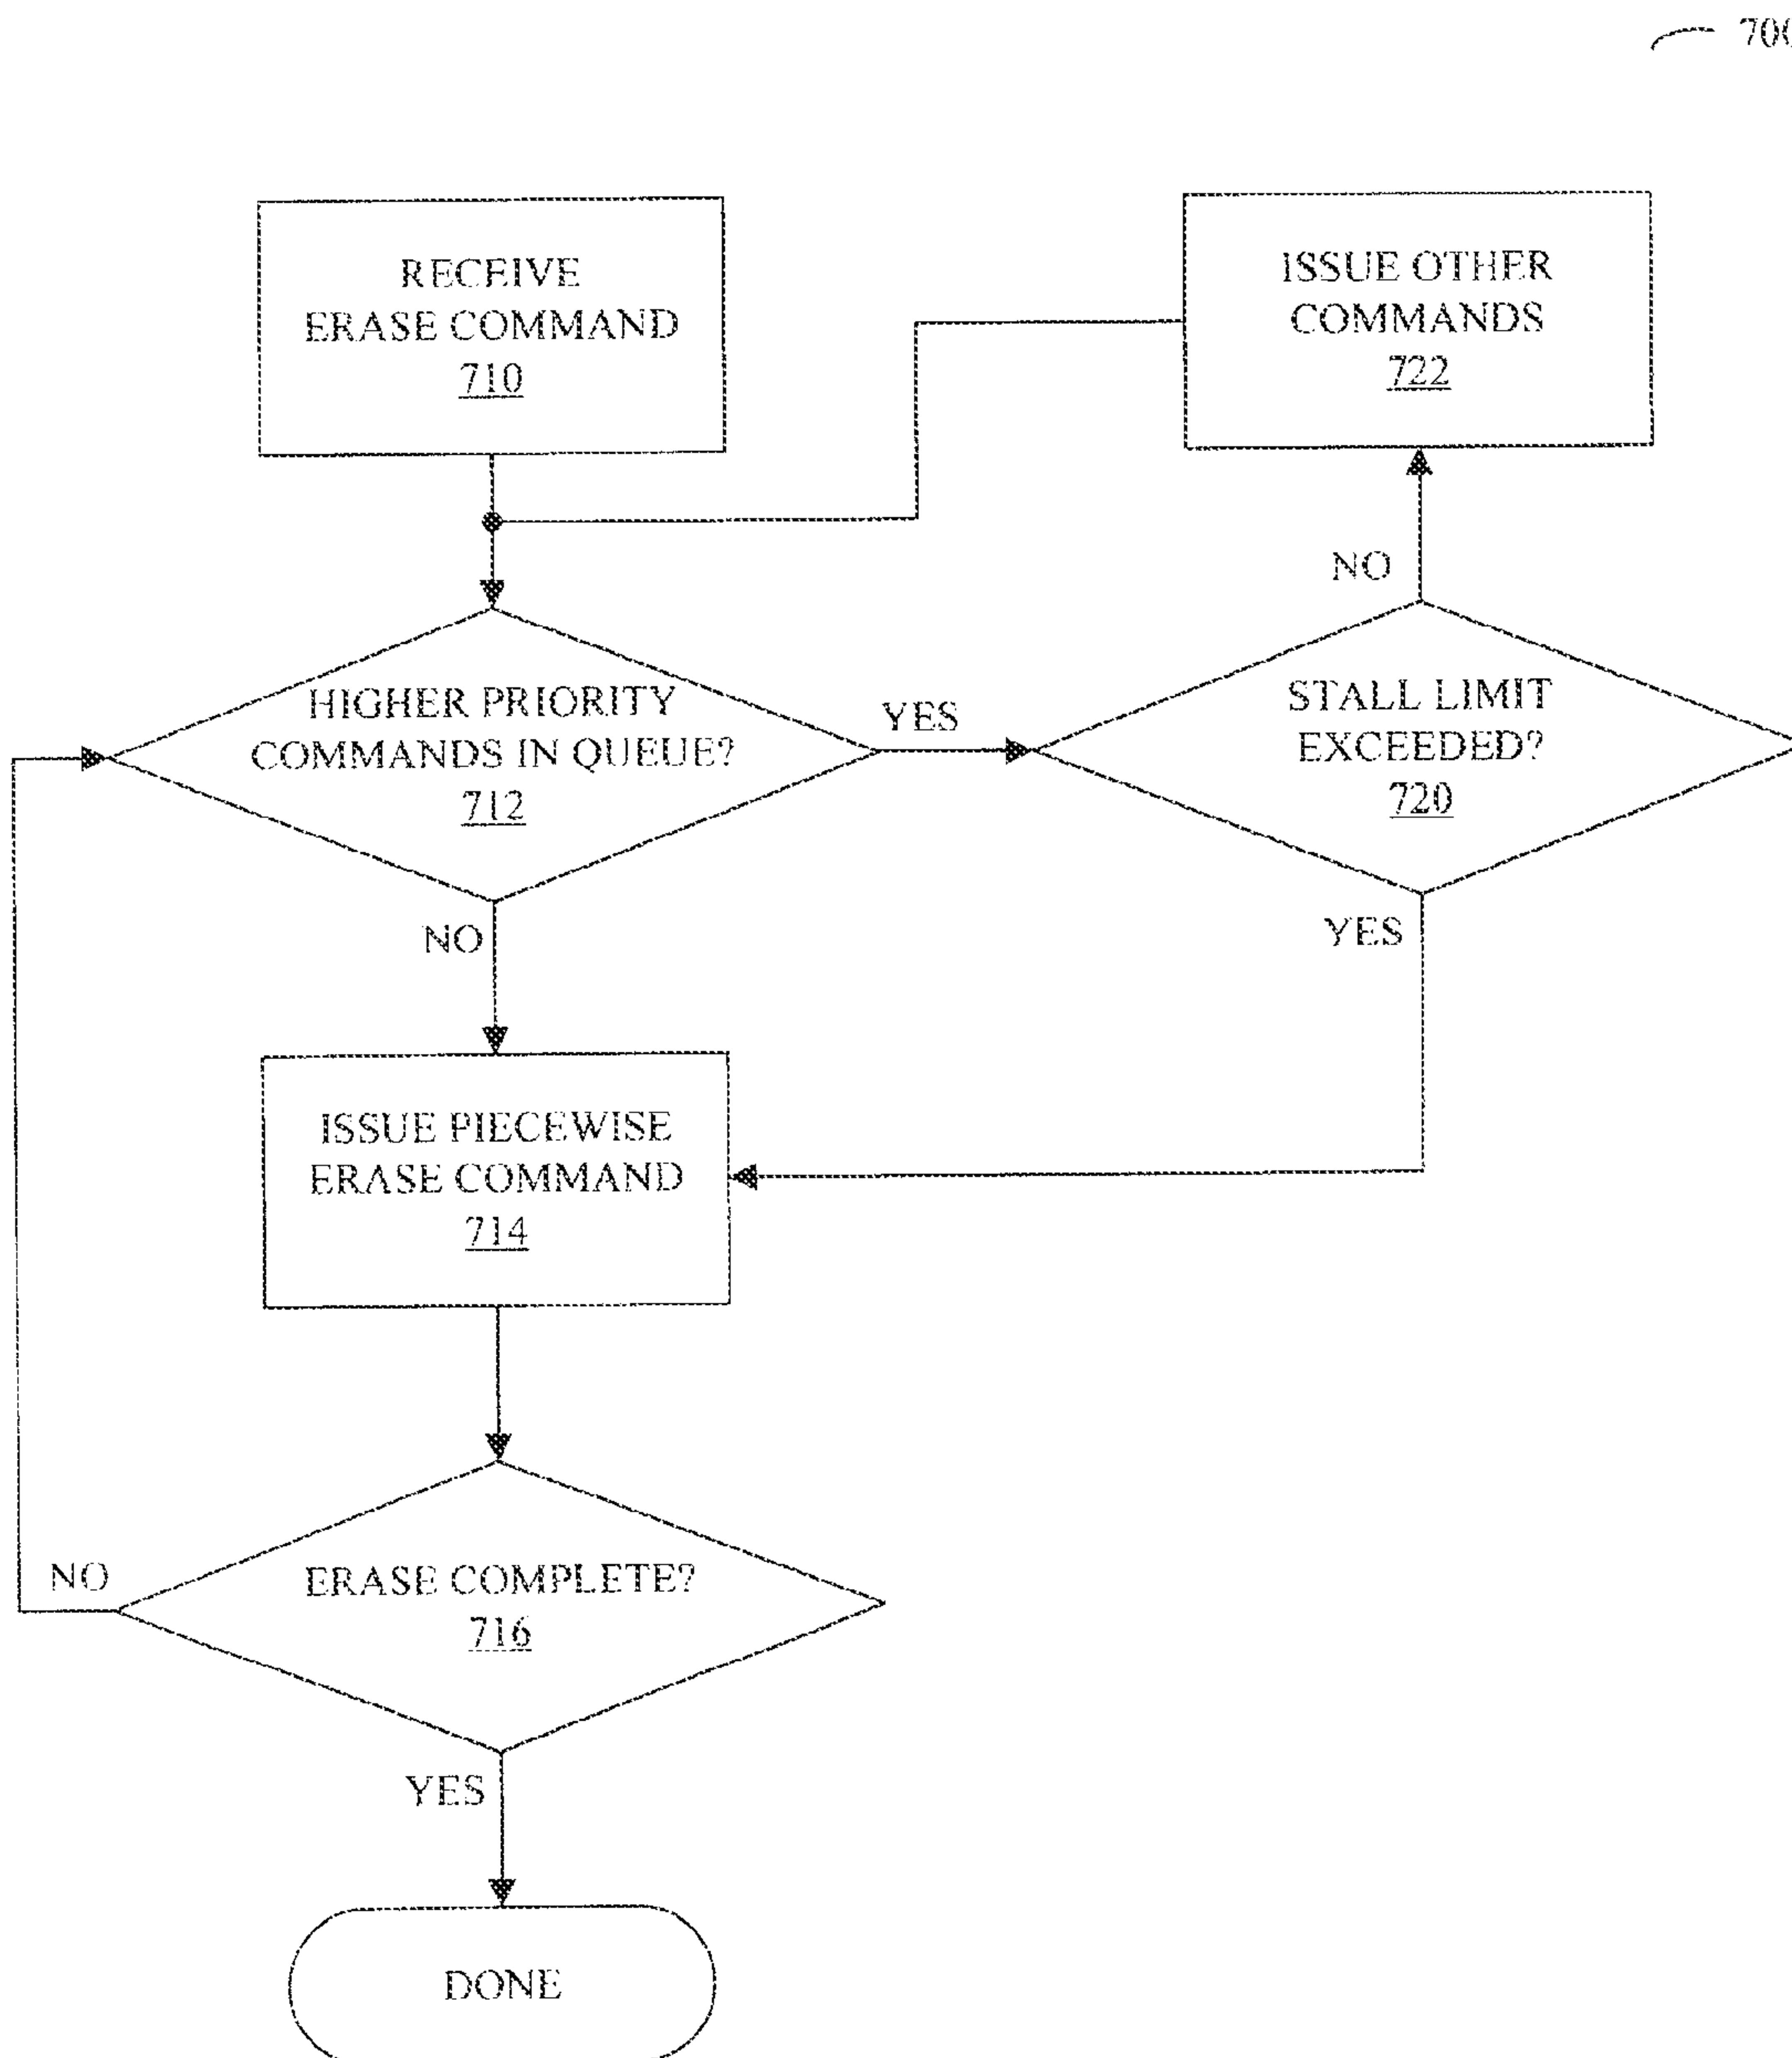 700
RECEIVE
ERASE COMMAND
710
ISSUE OTHER
COMMANDS
722
NO
HIGHER PRIORITY
COMMANDS IN QUEUE?
712
YES
STALL LIMIT
EXCEEDED?
720
NO
YES
ISSUE PIECEWISE
ERASE COMMAND
714
NO
ERASE COMPLETE?
716
YES
DONE